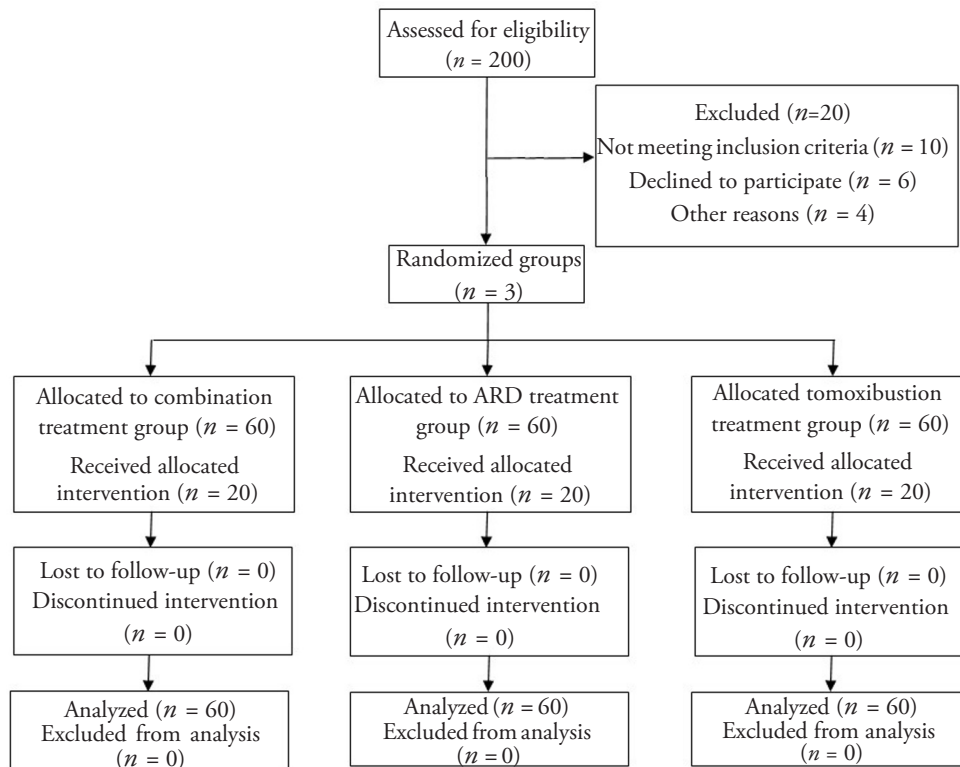 Assessed for eligibility
(n = 200)
Excluded (n=20)
Not meeting inclusion criteria (n = 10)
Declined to participate (n = 6)
Other reasons (n = 4)
Randomized groups
(n = 3)
Allocated to combination
treatment group (n = 60)
Received allocated
intervention (n = 20)
Allocated to ARD treatment
group (n = 60)
Received allocated
intervention (n = 20)
Allocated tomoxibustion
treatment group (n = 60)
Received allocated
intervention (n = 20)
Lost to follow-up (n = 0)
Discontinued intervention
(n = 0)
Lost to follow-up (n = 0)
Discontinued intervention
(n = 0)
Lost to follow-up (n = 0)
Discontinued intervention
(n = 0)
Analyzed (n = 60)
Excluded from analysis
(n = 0)
Analyzed (n = 60)
Excluded from analysis
(n = 0)
Analyzed (n = 60)
Excluded from analysis
(n = 0)